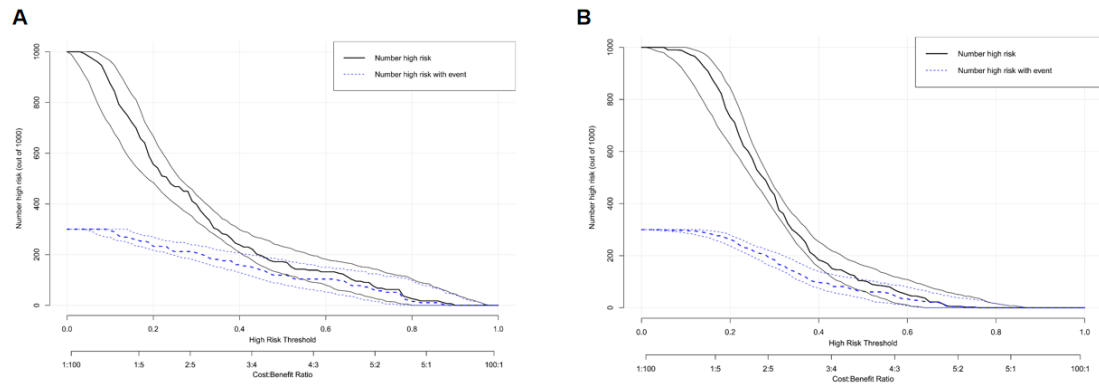 A
Number high risk
Number high risk with event
Number high risk (out of 1000)
1000
800
600
400
200
0
0.0 0.2 0.4 0.6 0.8 1.0
High Risk Threshold
1:100 1:5 2:5 3:4 4:3 5:2 5:1 100:1
Cost:Benefit Ratio
B
Number high risk
Number high risk with event
Number high risk (out of 1000)
1000
800
600
400
200
0
0.0 0.2 0.4 0.6 0.8 1.0
High Risk Threshold
1:100 1:5 2:5 3:4 4:3 5:2 5:1 100:1
Cost:Benefit Ratio